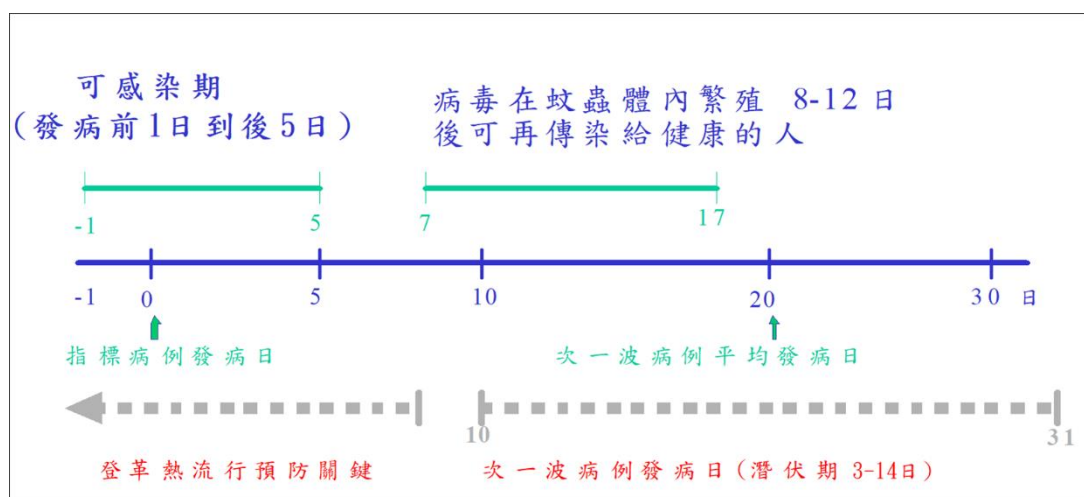 可感染期
(發病前1日到後5日)
病毒在蚊蟲體內繁殖 8-12 日
後可再傳染給健康的人
-1 5 7 17
-1 0 5 10 20 30 日
指標病例發病日 次一波病例平均發病日
10 31
登革熱流行預防關鍵 次一波病例發病日(潛伏期 3-14日)